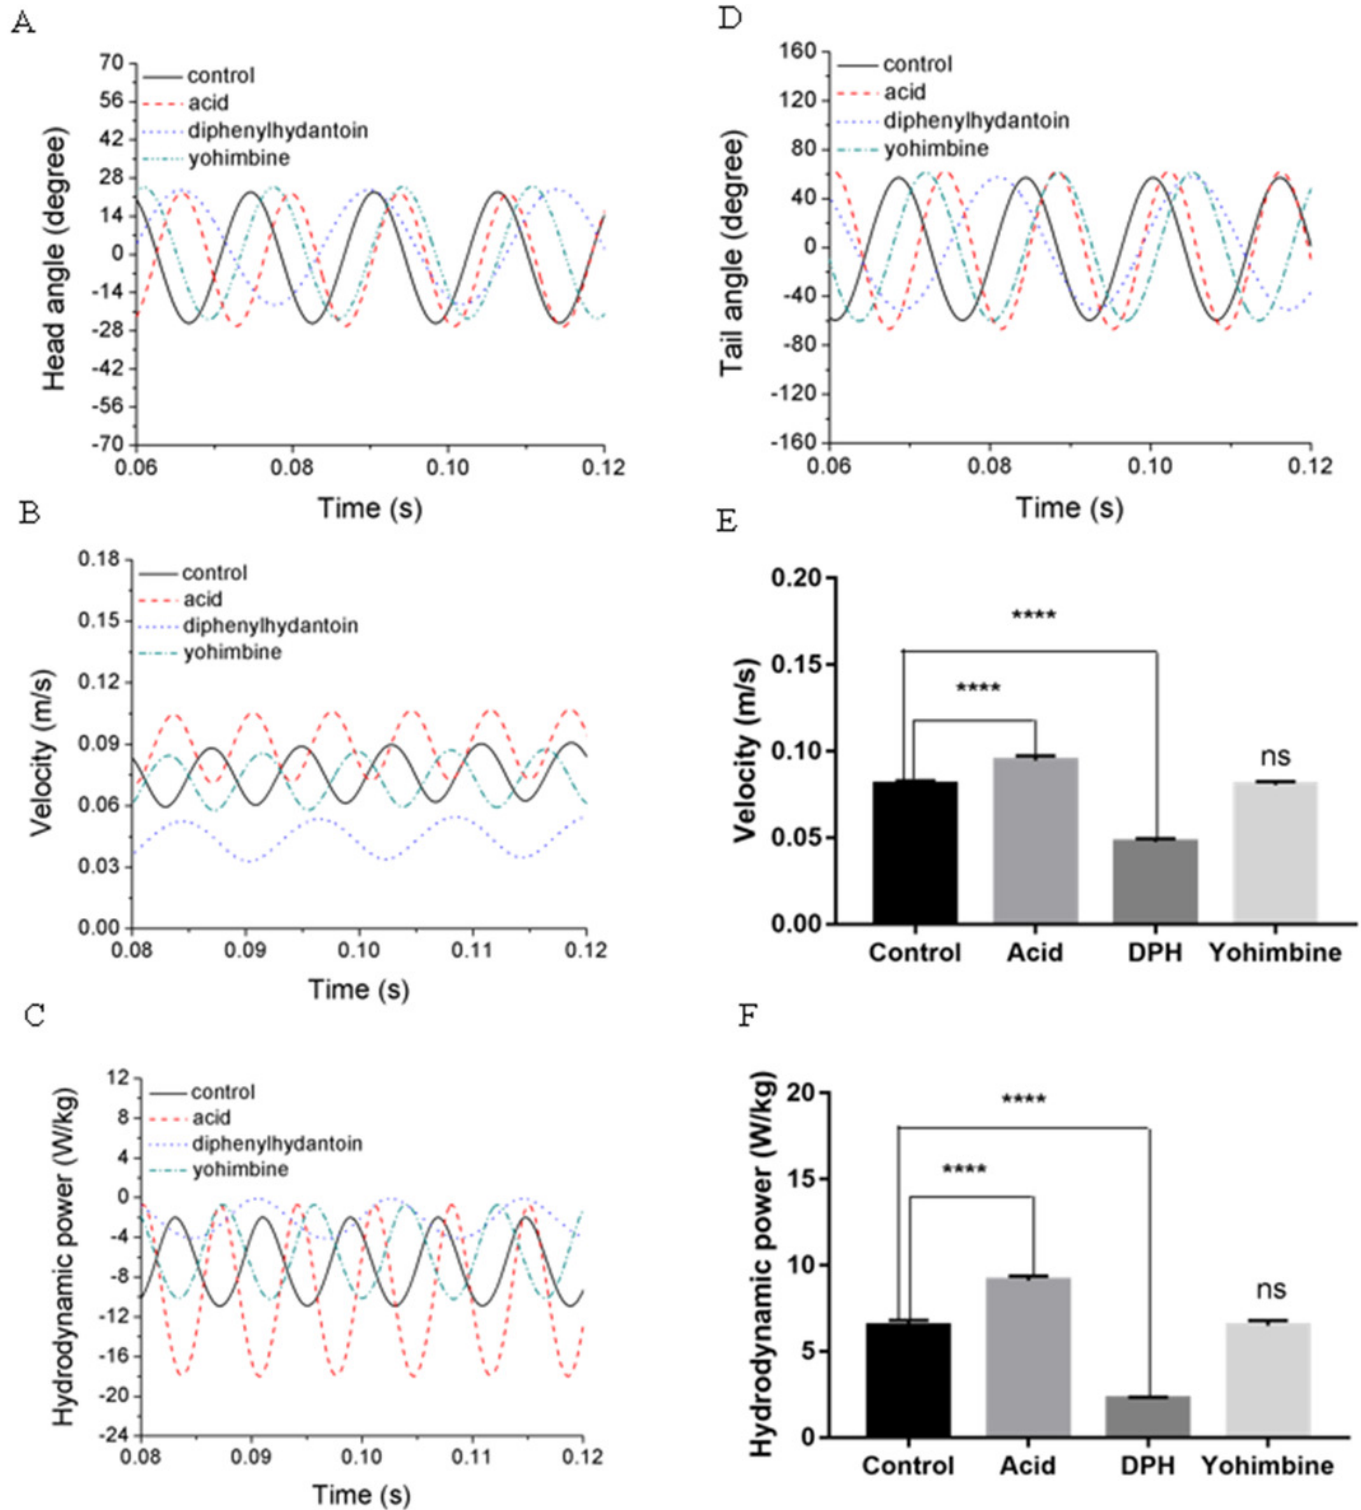 A
70
56
42
28
14
0
-14
-28
-42
-56
-70
Head angle (degree)
control
acid
diphenylhydantoin
yohimbine
0.06
0.08
0.10
0.12
Time (s)
D
160
120
80
40
0
-40
-80
-120
-160
Tail angle (degree)
control
acid
diphenylhydantoin
yohimbine
0.06
0.08
0.10
0.12
Time (s)
B
0.18
0.15
0.12
0.09
0.06
0.03
0.00
Velocity (m/s)
control
acid
diphenylhydantoin
yohimbine
0.08
0.09
0.10
0.11
0.12
Time (s)
E
0.20
0.15
0.10
0.05
0.00
Velocity (m/s)
****
****
ns
Control
Acid
DPH
Yohimbine
C
12
8
4
0
-4
-8
-12
-16
-20
-24
Hydrodynamic power (W/kg)
control
acid
diphenylhydantoin
yohimbine
0.08
0.09
0.10
0.11
0.12
Time (s)
F
20
15
10
5
0
Hydrodynamic power (W/kg)
****
****
ns
Control
Acid
DPH
Yohimbine